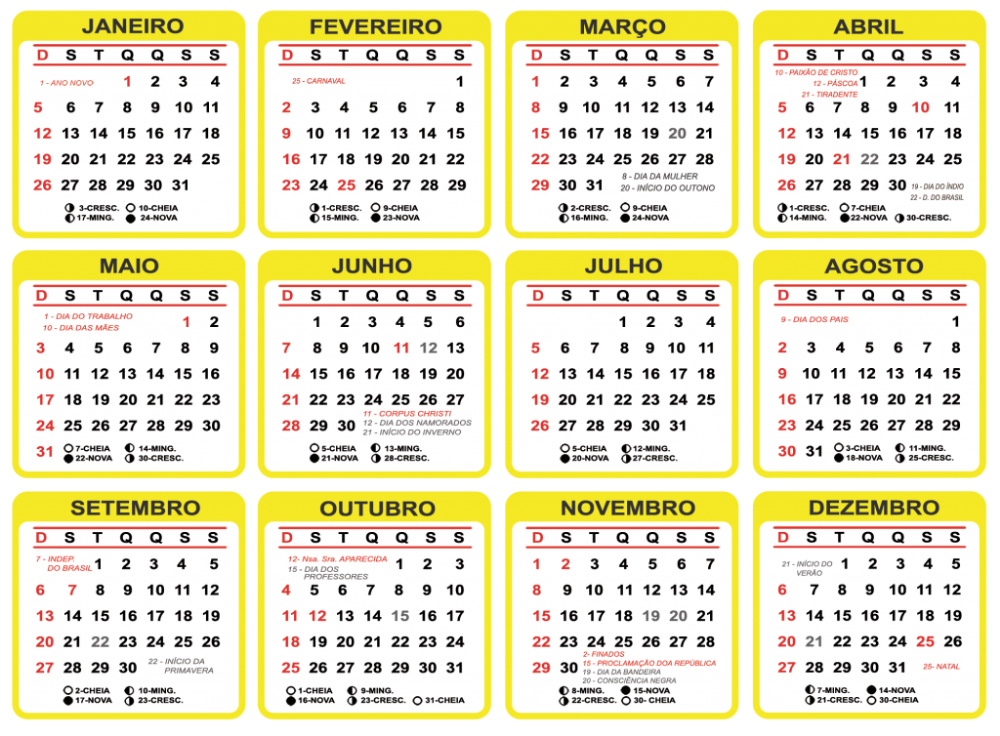 JANEIRO
D S T Q Q S S
1 - ANO NOVO 1 2 3 4
5 6 7 8 9 10 11
12 13 14 15 16 17 18
19 20 21 22 23 24 25
26 27 28 29 30 31
3-CRESC. 10-CHEIA
17-MING. 24-NOVA
FEVEREIRO
D S T Q Q S S
25 - CARNAVAL 1
2 3 4 5 6 7 8
9 10 11 12 13 14 15
16 17 18 19 20 21 22
23 24 25 26 27 28 29
1-CRESC. 9-CHEIA
15-MING. 23-NOVA
MARÇO
D S T Q Q S S
1 2 3 4 5 6 7
8 9 10 11 12 13 14
15 16 17 18 19 20 21
22 23 24 25 26 27 28
29 30 31 8 - DIA DA MULHER
20 - INÍCIO DO OUTONO
2-CRESC. 9-CHEIA
16-MING. 24-NOVA
ABRIL
D S T Q Q S S
10 - PAIXÃO DE CRISTO
12 - PÁSCOA 1 2 3 4
21 - TIRADENTE
5 6 7 8 9 10 11
12 13 14 15 16 17 18
19 20 21 22 23 24 25
26 27 28 29 30 19 - DIA DO ÍNDIO
22 - D. DO BRASIL
1-CRESC. 7-CHEIA
14-MING. 22-NOVA 30-CRESC.
MAIO
D S T Q Q S S
1 - DIA DO TRABALHO 1 2
10 - DIA DAS MÃES
3 4 5 6 7 8 9
10 11 12 13 14 15 16
17 18 19 20 21 22 23
24 25 26 27 28 29 30
31 7-CHEIA 14-MING.
22-NOVA 30-CRESC.
JUNHO
D S T Q Q S S
1 2 3 4 5 6
7 8 9 10 11 12 13
14 15 16 17 18 19 20
21 22 23 24 25 26 27
28 29 30 11 - CORPUS CHRISTI
12 - DIA DOS NAMORADOS
21 - INÍCIO DO INVERNO
5-CHEIA 13-MING.
21-NOVA 28-CRESC.
JULHO
D S T Q Q S S
1 2 3 4
5 6 7 8 9 10 11
12 13 14 15 16 17 18
19 20 21 22 23 24 25
26 27 28 29 30 31
5-CHEIA 12-MING.
20-NOVA 27-CRESC.
AGOSTO
D S T Q Q S S
9 - DIA DOS PAIS 1
2 3 4 5 6 7 8
9 10 11 12 13 14 15
16 17 18 19 20 21 22
23 24 25 26 27 28 29
30 31 3-CHEIA 11-MING.
18-NOVA 25-CRESC.
SETEMBRO
D S T Q Q S S
7 - INDEP.
DO BRASIL 1 2 3 4 5
6 7 8 9 10 11 12
13 14 15 16 17 18 19
20 21 22 23 24 25 26
27 28 29 30 22 - INÍCIO DA
PRIMAVERA
2-CHEIA 10-MING.
17-NOVA 23-CRESC.
OUTUBRO
D S T Q Q S S
12- Nsa. Sra. APARECIDA 1 2 3
15 - DIA DOS
PROFESSORES
4 5 6 7 8 9 10
11 12 13 14 15 16 17
18 19 20 21 22 23 24
25 26 27 28 29 30 31
1-CHEIA 9-MING.
16-NOVA 23-CRESC. 31-CHEIA
NOVEMBRO
D S T Q Q S S
1 2 3 4 5 6 7
8 9 10 11 12 13 14
15 16 17 18 19 20 21
22 23 24 25 26 27 28
29 30 2- FINADOS
15 - PROCLAMAÇÃO DOA REPÚBLICA
19 - DIA DA BANDEIRA
20 - CONSCIÊNCIA NEGRA
8-MING. 15-NOVA
22-CRESC. 30- CHEIA
DEZEMBRO
D S T Q Q S S
21 - INÍCIO DO
VERÃO 1 2 3 4 5
6 7 8 9 10 11 12
13 14 15 16 17 18 19
20 21 22 23 24 25 26
27 28 29 30 31 25- NATAL
7-MING. 14-NOVA
21-CRESC. 30-CHEIA